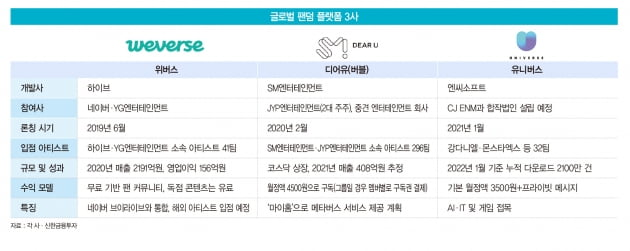 글로벌 팬덤 플랫폼 3사
weverse
SM! DEAR U
UNIVERSE
위버스 디어유(버블) 유니버스
개발사 하이브 SM엔터테인먼트 엔씨소프트
참여사 네이버·YG엔터테인먼트 JYP엔터테인먼트(2대 주주), 중견 엔터테인먼트 회사 CJ ENM과 합작법인 설립 예정
론칭 시기 2019년 6월 2020년 2월 2021년 1월
입점 아티스트 하이브·YG엔터테인먼트 소속 아티스트 41팀 SM엔터테인먼트·JYP엔터테인먼트 소속 아티스트 296팀 강다니엘·몬스타엑스 등 32팀
규모 및 성과 2020년 매출 2191억원, 영업이익 156억원 코스닥 상장, 2021년 매출 408억원 추정 2022년 1월 기준 누적 다운로드 2100만 건
수익 모델 무료 기반 팬 커뮤니티, 독점 콘텐츠는 유료 월정액 4500원으로 구독(그룹일 경우 멤버별로 구독권 결제) 기본 월정액 3500원+프라이빗 메시지
특징 네이버 브이라이브와 통합, 해외 아티스트 입점 예정 '마이홈'으로 메타버스 서비스 제공 계획 AI·IT 및 게임 접목
자료 : 각 사·신한금융투자